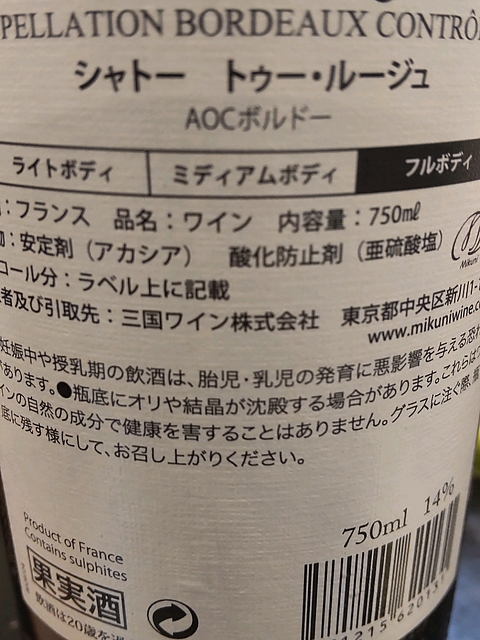 PELLATION BORDEAUX CONTRÔ
シャトー トゥー・ルージュ
AOCボルドー
ライトボディ ミディアムボディ フルボディ
：フランス 品名：ワイン 内容量：750mℓ
：安定剤（アカシア） 酸化防止剤（亜硫酸塩）
コール分：ラベル上に記載
者及び引取先：三国ワイン株式会社 東京都中央区新川1-
Mikuni
www.mikuniwine.c
妊娠中や授乳期の飲酒は、胎児・乳児の発育に悪影響を与える恐
があります。●瓶底にオリや結晶が沈殿する場合があります。これらは
インの自然の成分で健康を害することはありません。グラスに注ぐ際、
底に残す様にして、お召し上がりください。
Product of France
Contains sulphites
果実酒
飲酒は20歳を
750ml 14%
215 62013